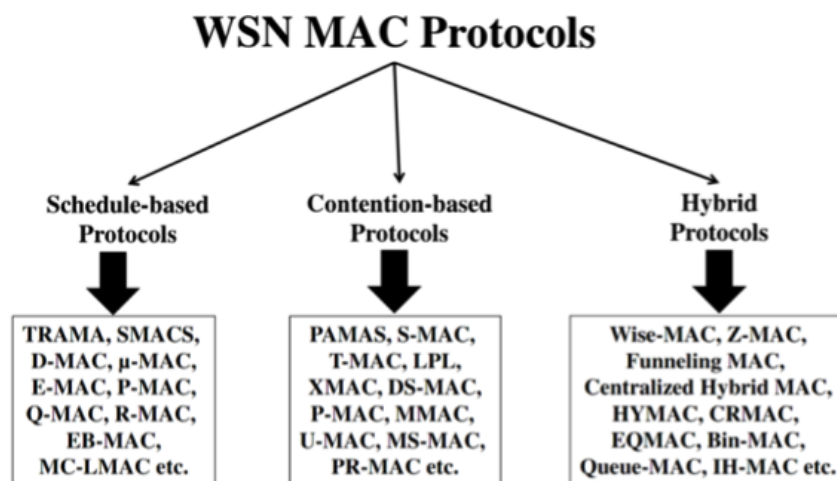 WSN MAC Protocols
Schedule-based
Protocols
Contention-based
Protocols
Hybrid
Protocols
TRAMA, SMACS,
D-MAC, μ-MAC,
E-MAC, P-MAC,
Q-MAC, R-MAC,
EB-MAC,
MC-LMAC etc.
PAMAS, S-MAC,
T-MAC, LPL,
XMAC, DS-MAC,
P-MAC, MMAC,
U-MAC, MS-MAC,
PR-MAC etc.
Wise-MAC, Z-MAC,
Funneling MAC,
Centralized Hybrid MAC,
HYMAC, CRMAC,
EQMAC, Bin-MAC,
Queue-MAC, IH-MAC etc.